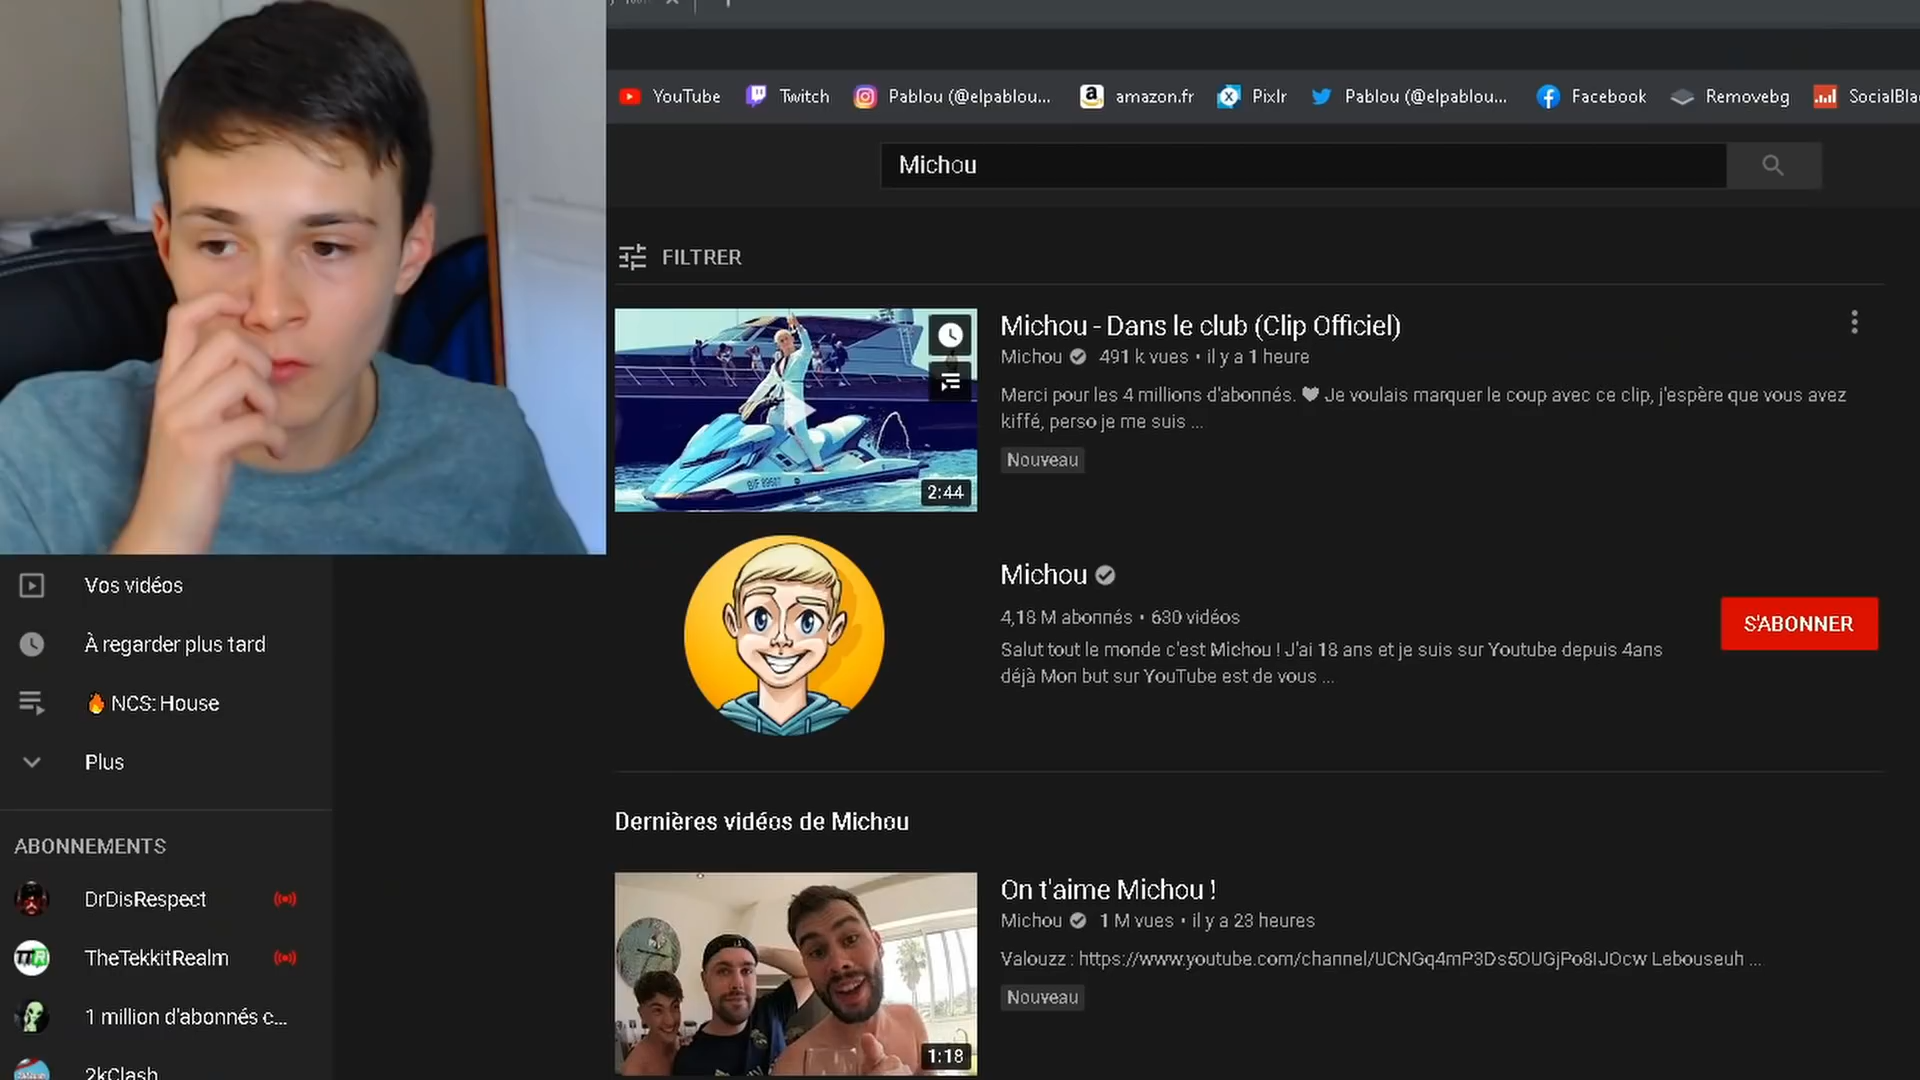 YouTube
Twitch
Pablou (@elpablou...
amazon.fr
Pixlr
Pablou (@elpablou...
Facebook
Removebg
Michou
FILTRER
Michou - Dans le club (Clip Officiel)
Michou 491 k vues • il y a 1 heure
Merci pour les 4 millions d'abonnés. 🖤 Je voulais marquer le coup avec ce clip, j'espère que vous avez
kiffé, perso je me suis ...
Nouveau
2:44
Michou
4,18 M abonnés • 630 vidéos
Salut tout le monde c'est Michou ! J'ai 18 ans et je suis sur Youtube depuis 4ans
déjà Mon but sur YouTube est de vous ...
S'ABONNER
Vos vidéos
À regarder plus tard
🔥 NCS: House
Plus
ABONNEMENTS
DrDisRespect
TheTekkitRealm
1 million d'abonnés c...
2kClash
Dernières vidéos de Michou
On t'aime Michou !
Michou 1 M vues • il y a 23 heures
Valouzz : https://www.youtube.com/channel/UCNGq4mP3Ds5OUGjPo8IJOcw Lebouseuh ...
Nouveau
1:18